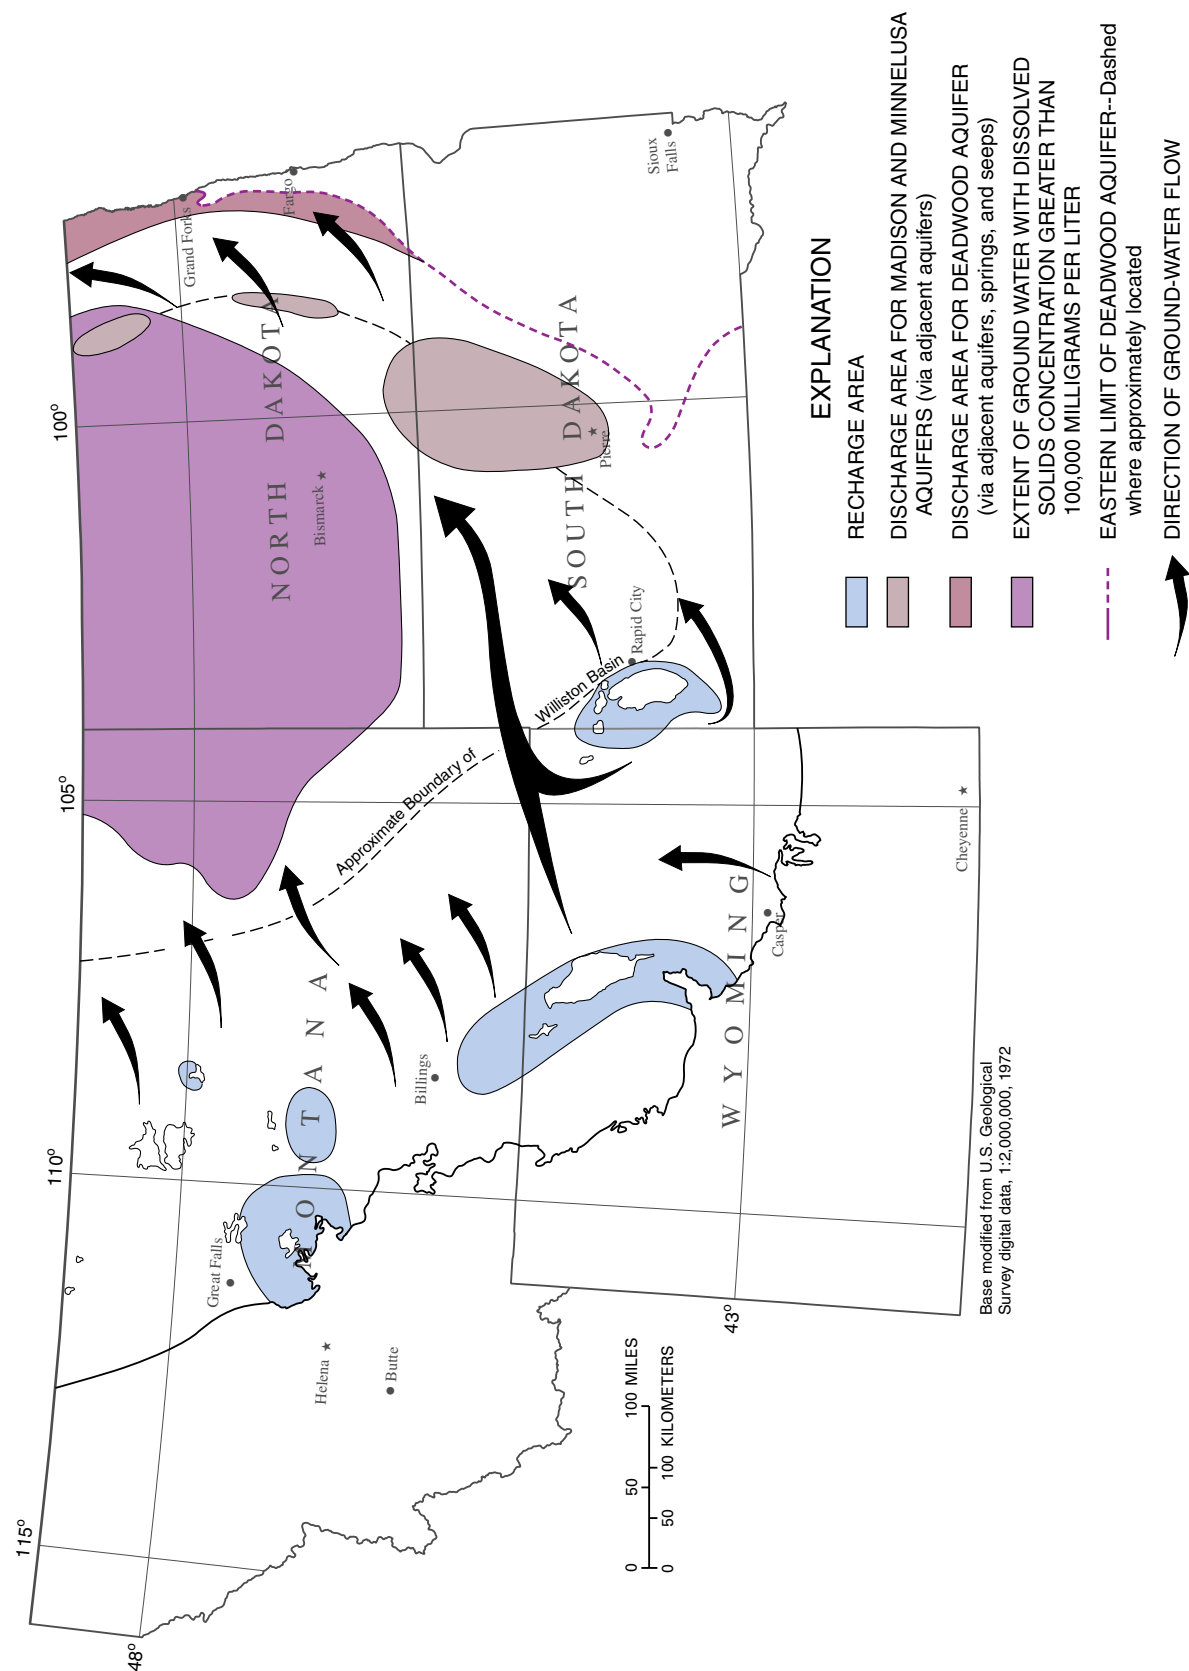 115°
110°
105°
100°
48°
43°
MONTANA
NORTH DAKOTA
SOUTH DAKOTA
WYOMING
Great Falls
Helena
Butte
Billings
Bismarck
Grand Forks
Fargo
Pierre
Rapid City
Sioux
Falls
Casper
Cheyenne
Approximate Boundary of
Williston Basin
0 50 100 MILES
0 50 100 KILOMETERS
Base modified from U.S. Geological
Survey digital data, 1:2,000,000, 1972
EXPLANATION
RECHARGE AREA
DISCHARGE AREA FOR MADISON AND MINNELUSA
AQUIFERS (via adjacent aquifers)
DISCHARGE AREA FOR DEADWOOD AQUIFER
(via adjacent aquifers, springs, and seeps)
EXTENT OF GROUND WATER WITH DISSOLVED
SOLIDS CONCENTRATION GREATER THAN
100,000 MILLIGRAMS PER LITER
EASTERN LIMIT OF DEADWOOD AQUIFER--Dashed
where approximately located
DIRECTION OF GROUND-WATER FLOW